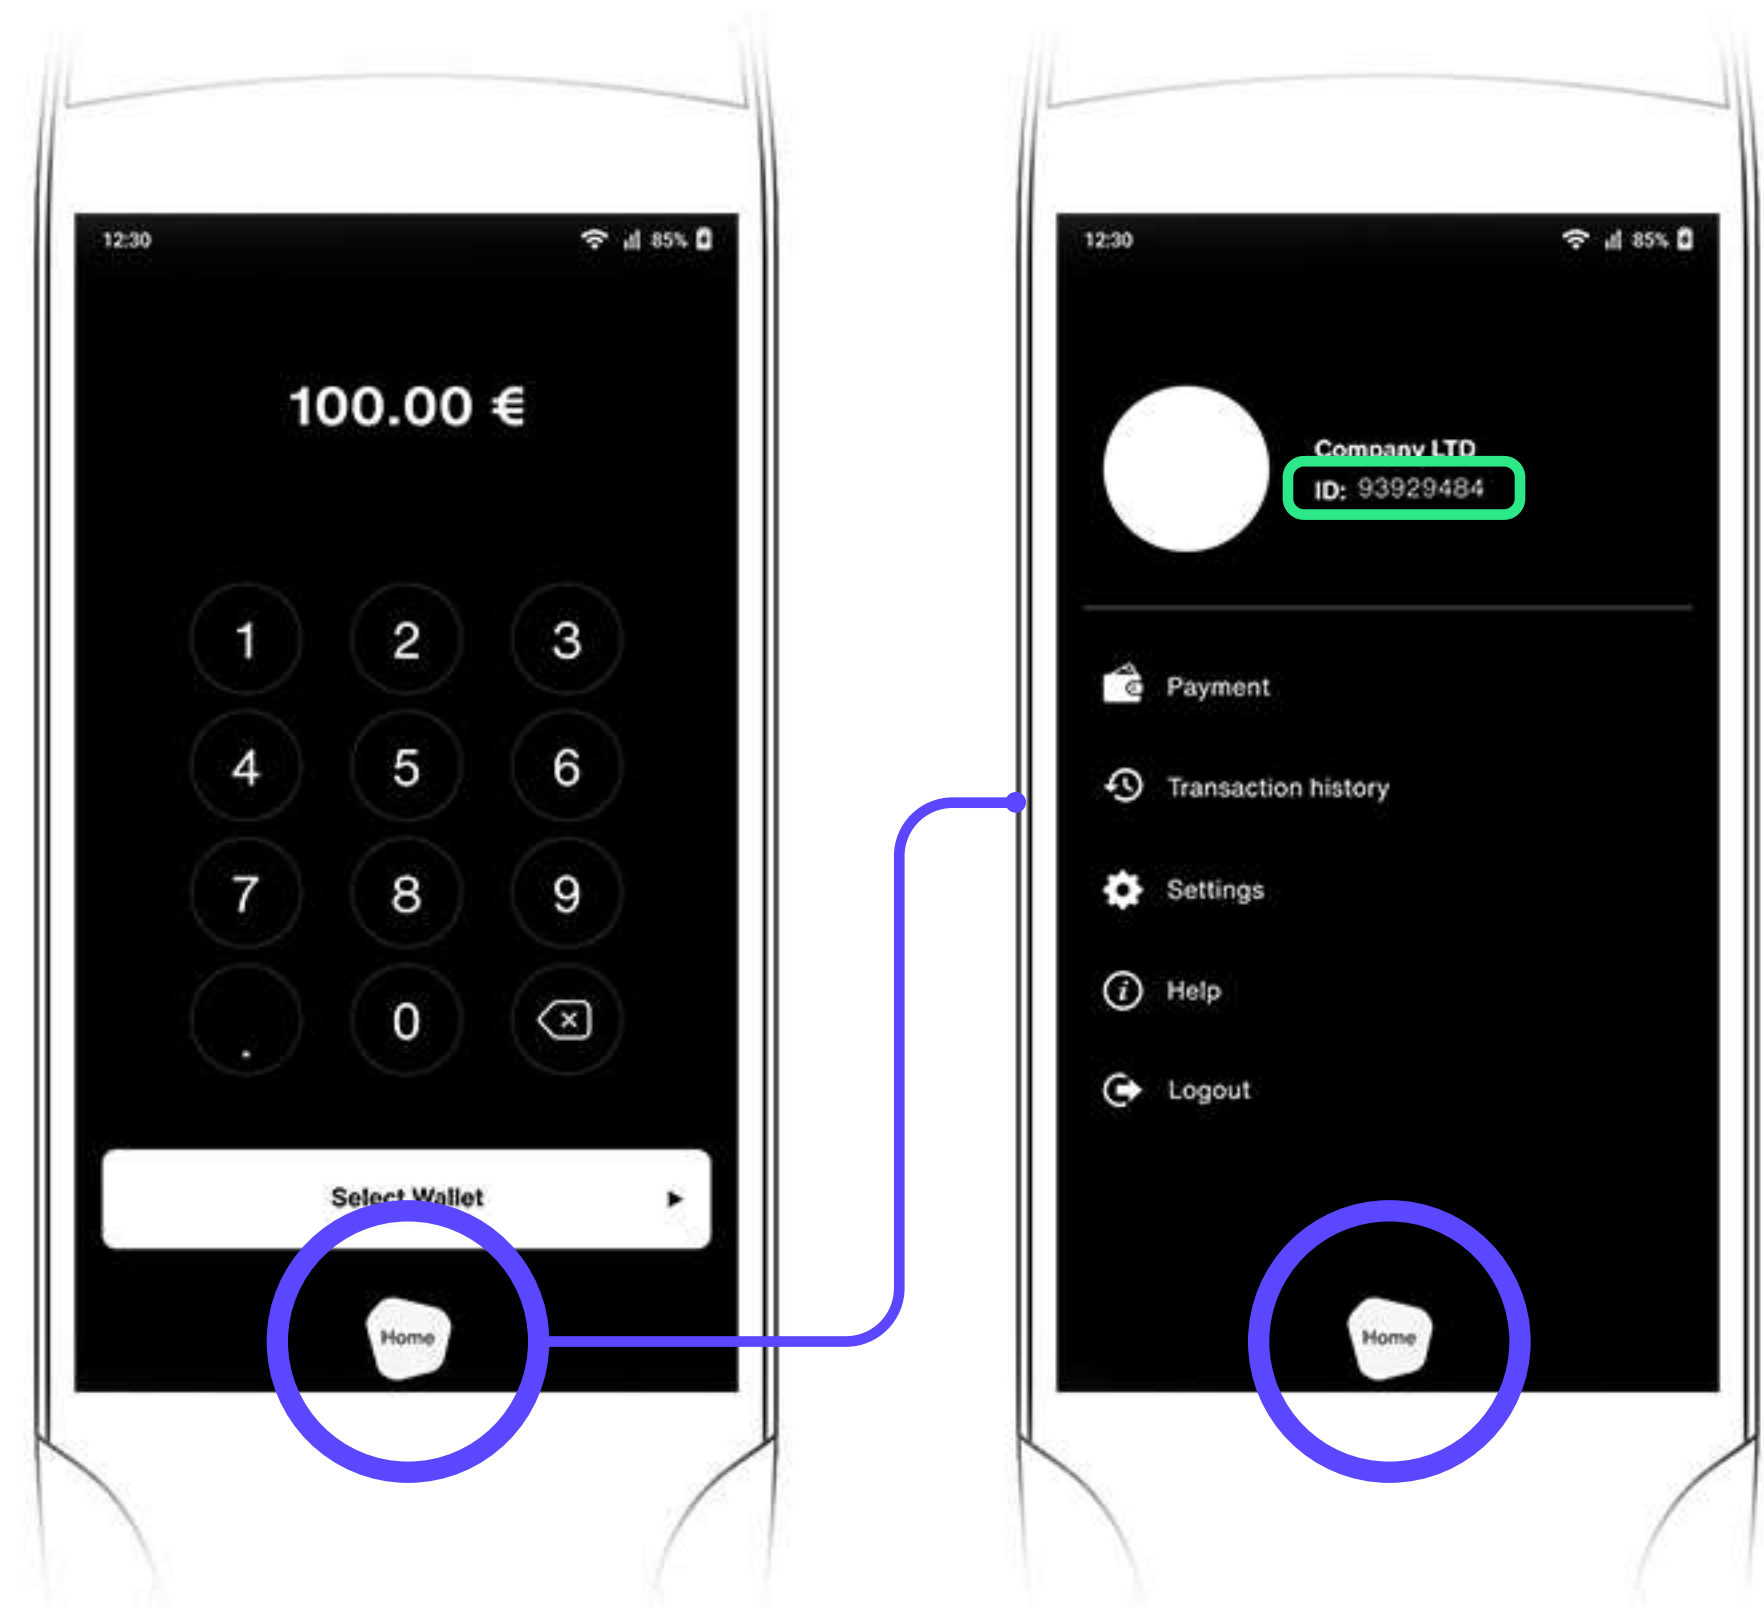 12:30
85%
100.00 €
1 2 3
4 5 6
7 8 9
. 0
Select Wallet
Home
12:30
85%
Company LTD
ID: 93929484
Payment
Transaction history
Settings
Help
Logout
Home